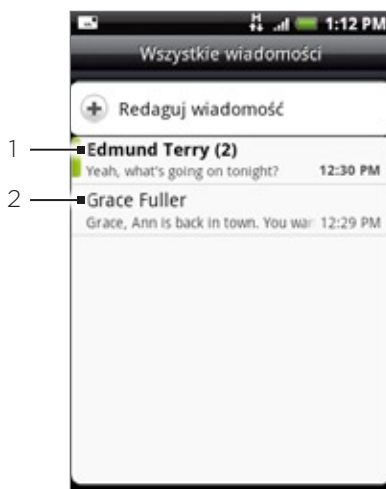 H 1:12 PM
Wszystkie wiadomości
Redaguj wiadomość
1 Edmund Terry (2)
Yeah, what's going on tonight? 12:30 PM
2 Grace Fuller
Grace, Ann is back in town. You war 12:29 PM